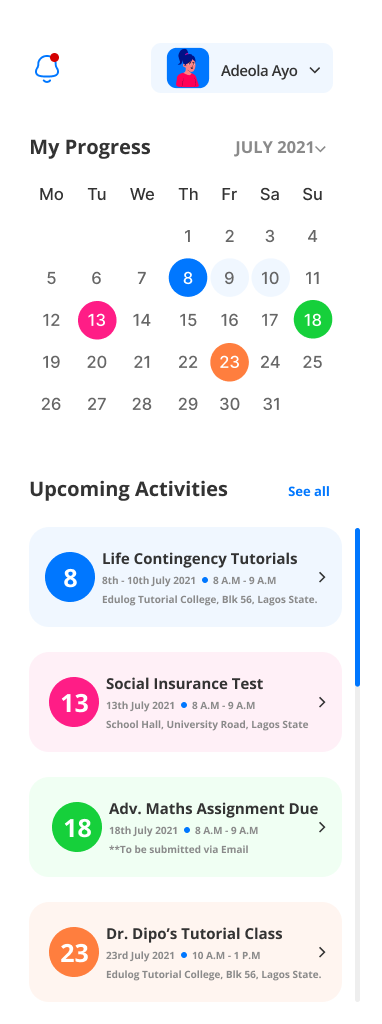 Adeola Ayo
My Progress
JULY 2021
Mo Tu We Th Fr Sa Su
1 2 3 4
5 6 7 8 9 10 11
12 13 14 15 16 17 18
19 20 21 22 23 24 25
26 27 28 29 30 31
Upcoming Activities
See all
8
Life Contingency Tutorials
8th - 10th July 2021 • 8 A.M - 9 A.M
Edulog Tutorial College, Blk 56, Lagos State.
13
Social Insurance Test
13th July 2021 • 8 A.M - 9 A.M
School Hall, University Road, Lagos State
18
Adv. Maths Assignment Due
18th July 2021 • 8 A.M - 9 A.M
**To be submitted via Email
23
Dr. Dipo’s Tutorial Class
23rd July 2021 • 10 A.M - 1 P.M
Edulog Tutorial College, Blk 56, Lagos State.